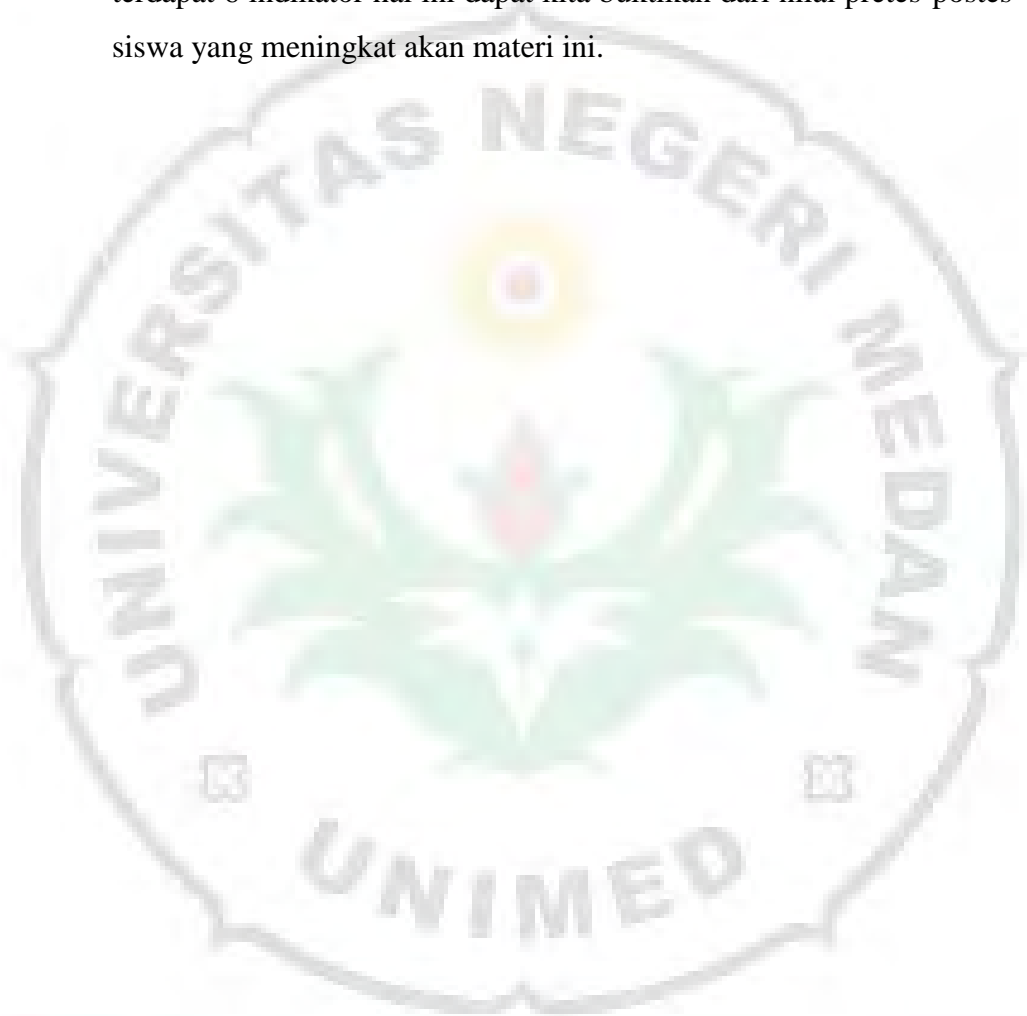 terdapat 6 indikator hal ini dapat kita buktikan dari nilai pretes-postes
siswa yang meningkat akan materi ini.
UNIVERSITAS NEGERI MEDAN
UNIMED